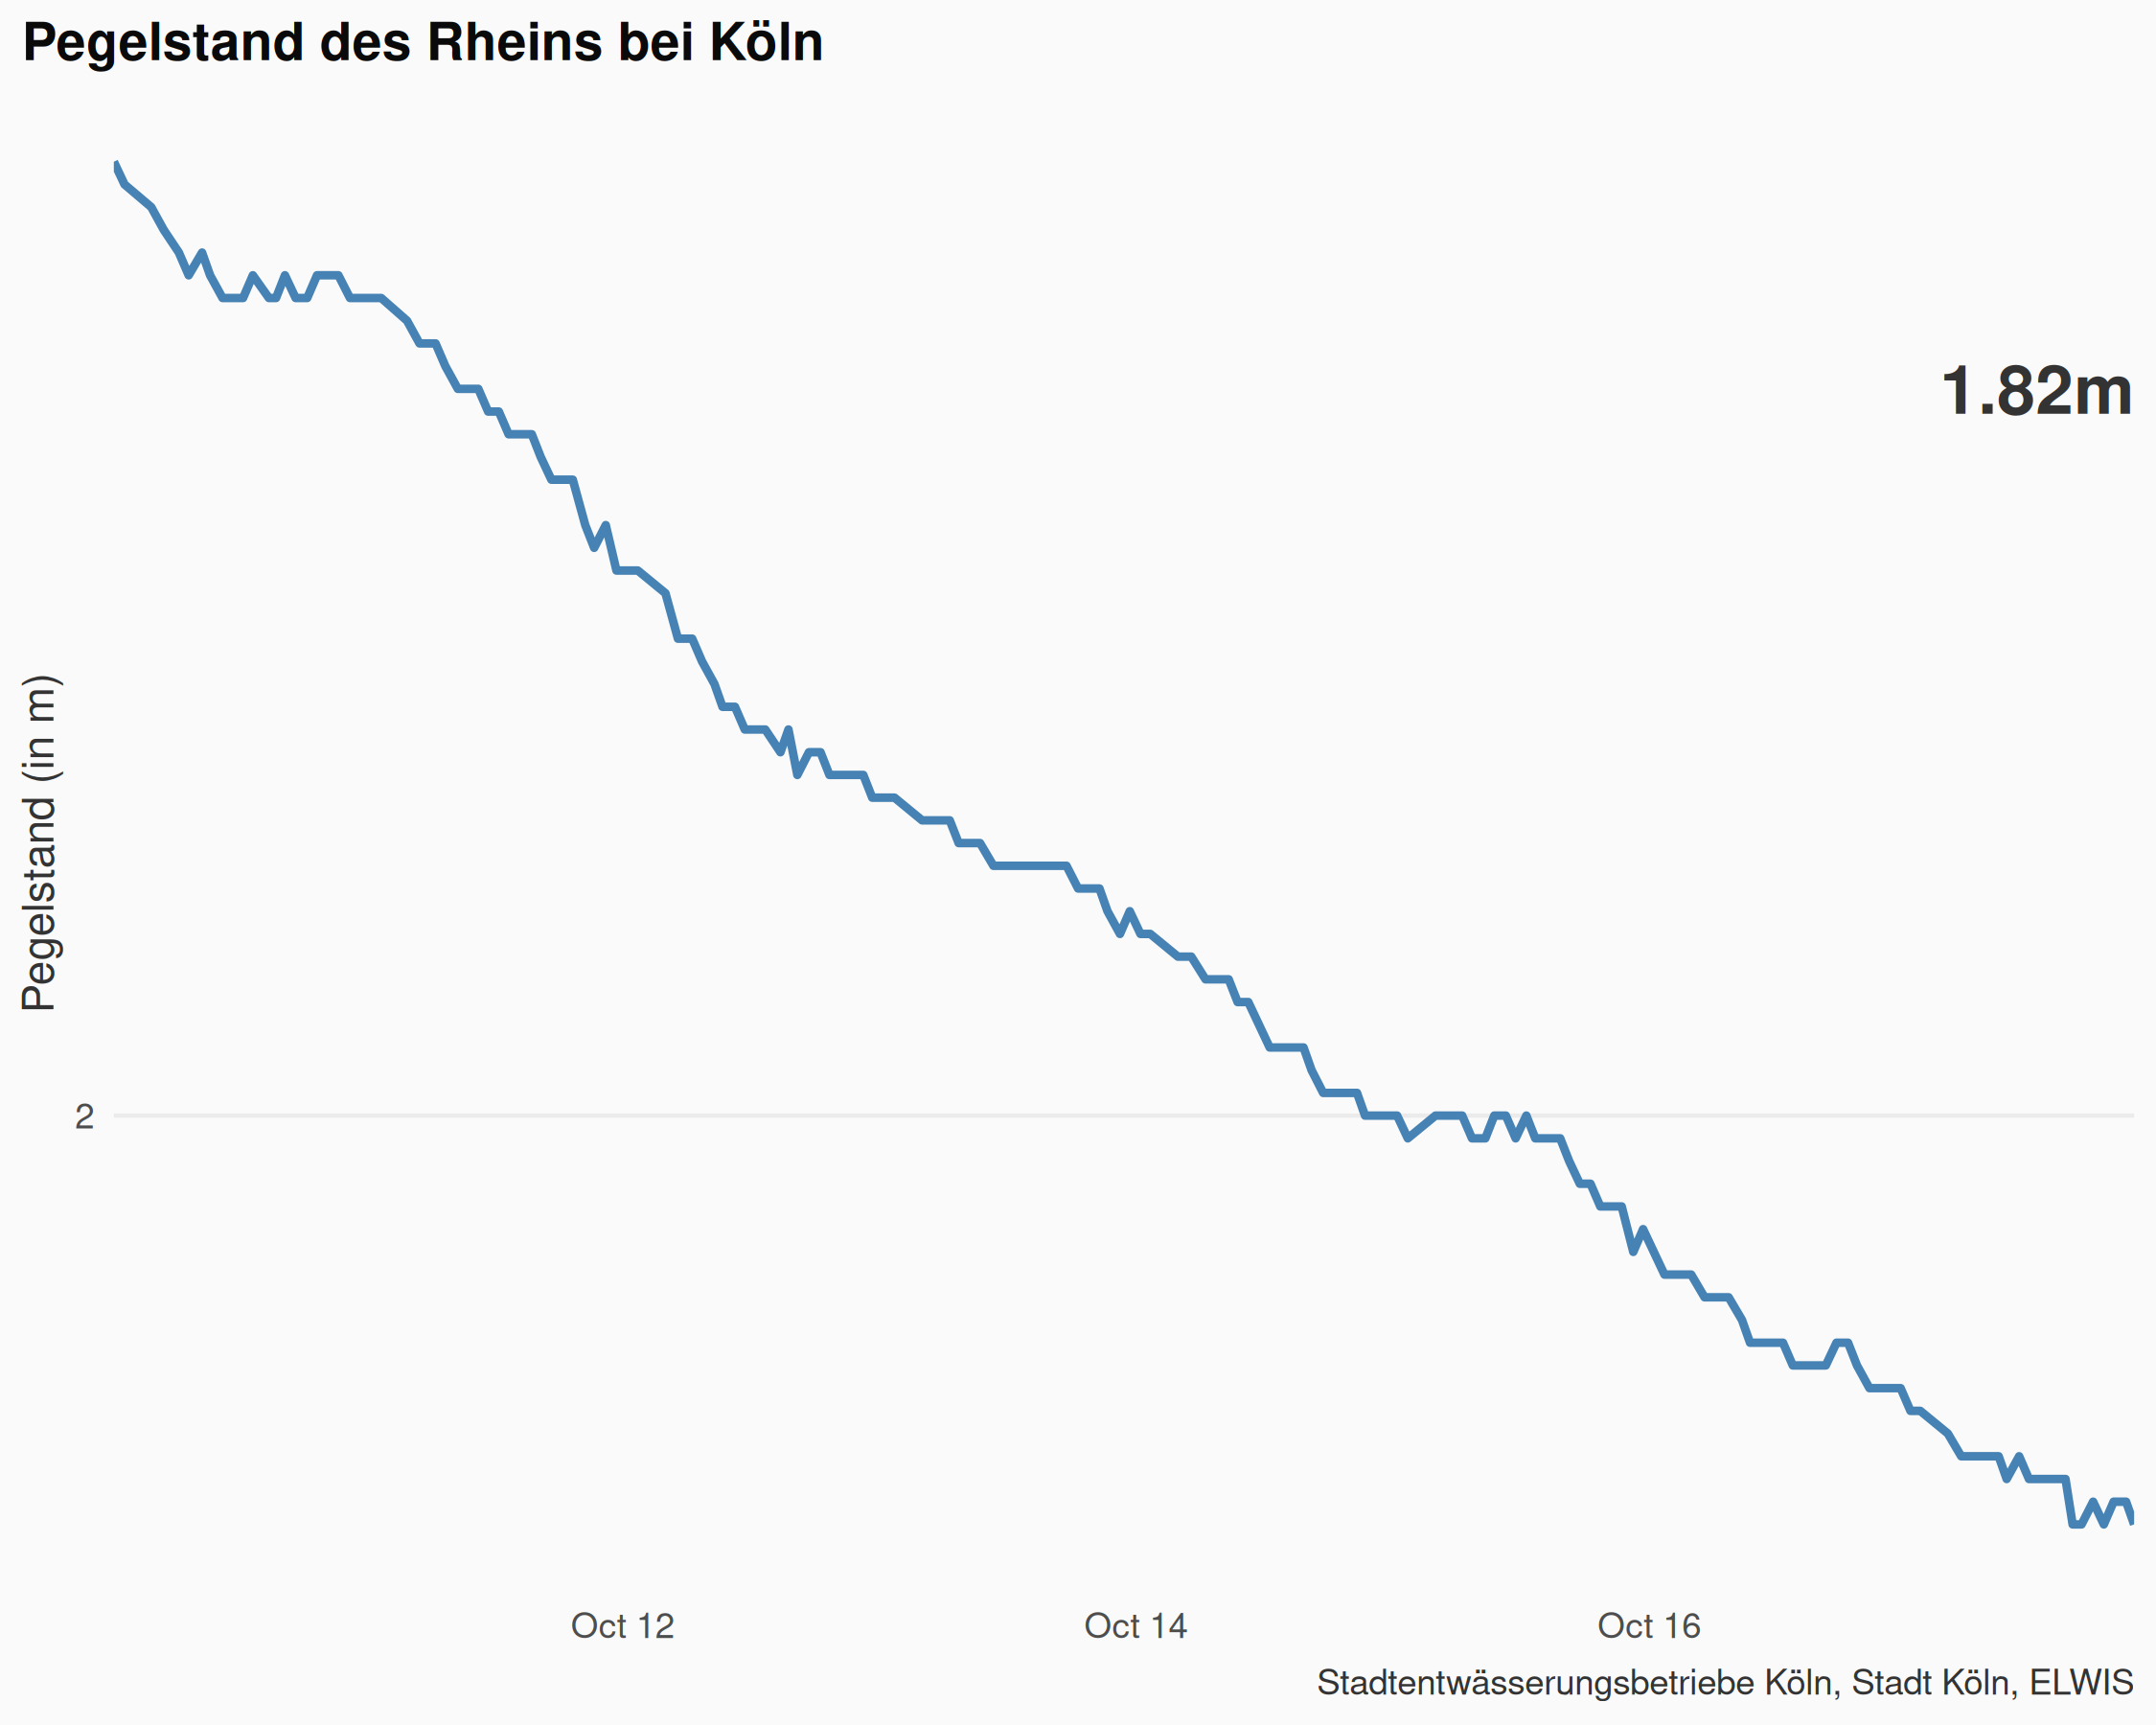 Pegelstand des Rheins bei Köln
1.82m
Pegelstand (in m)
2
Oct 12
Oct 14
Oct 16
Stadtentwässerungsbetriebe Köln, Stadt Köln, ELWIS